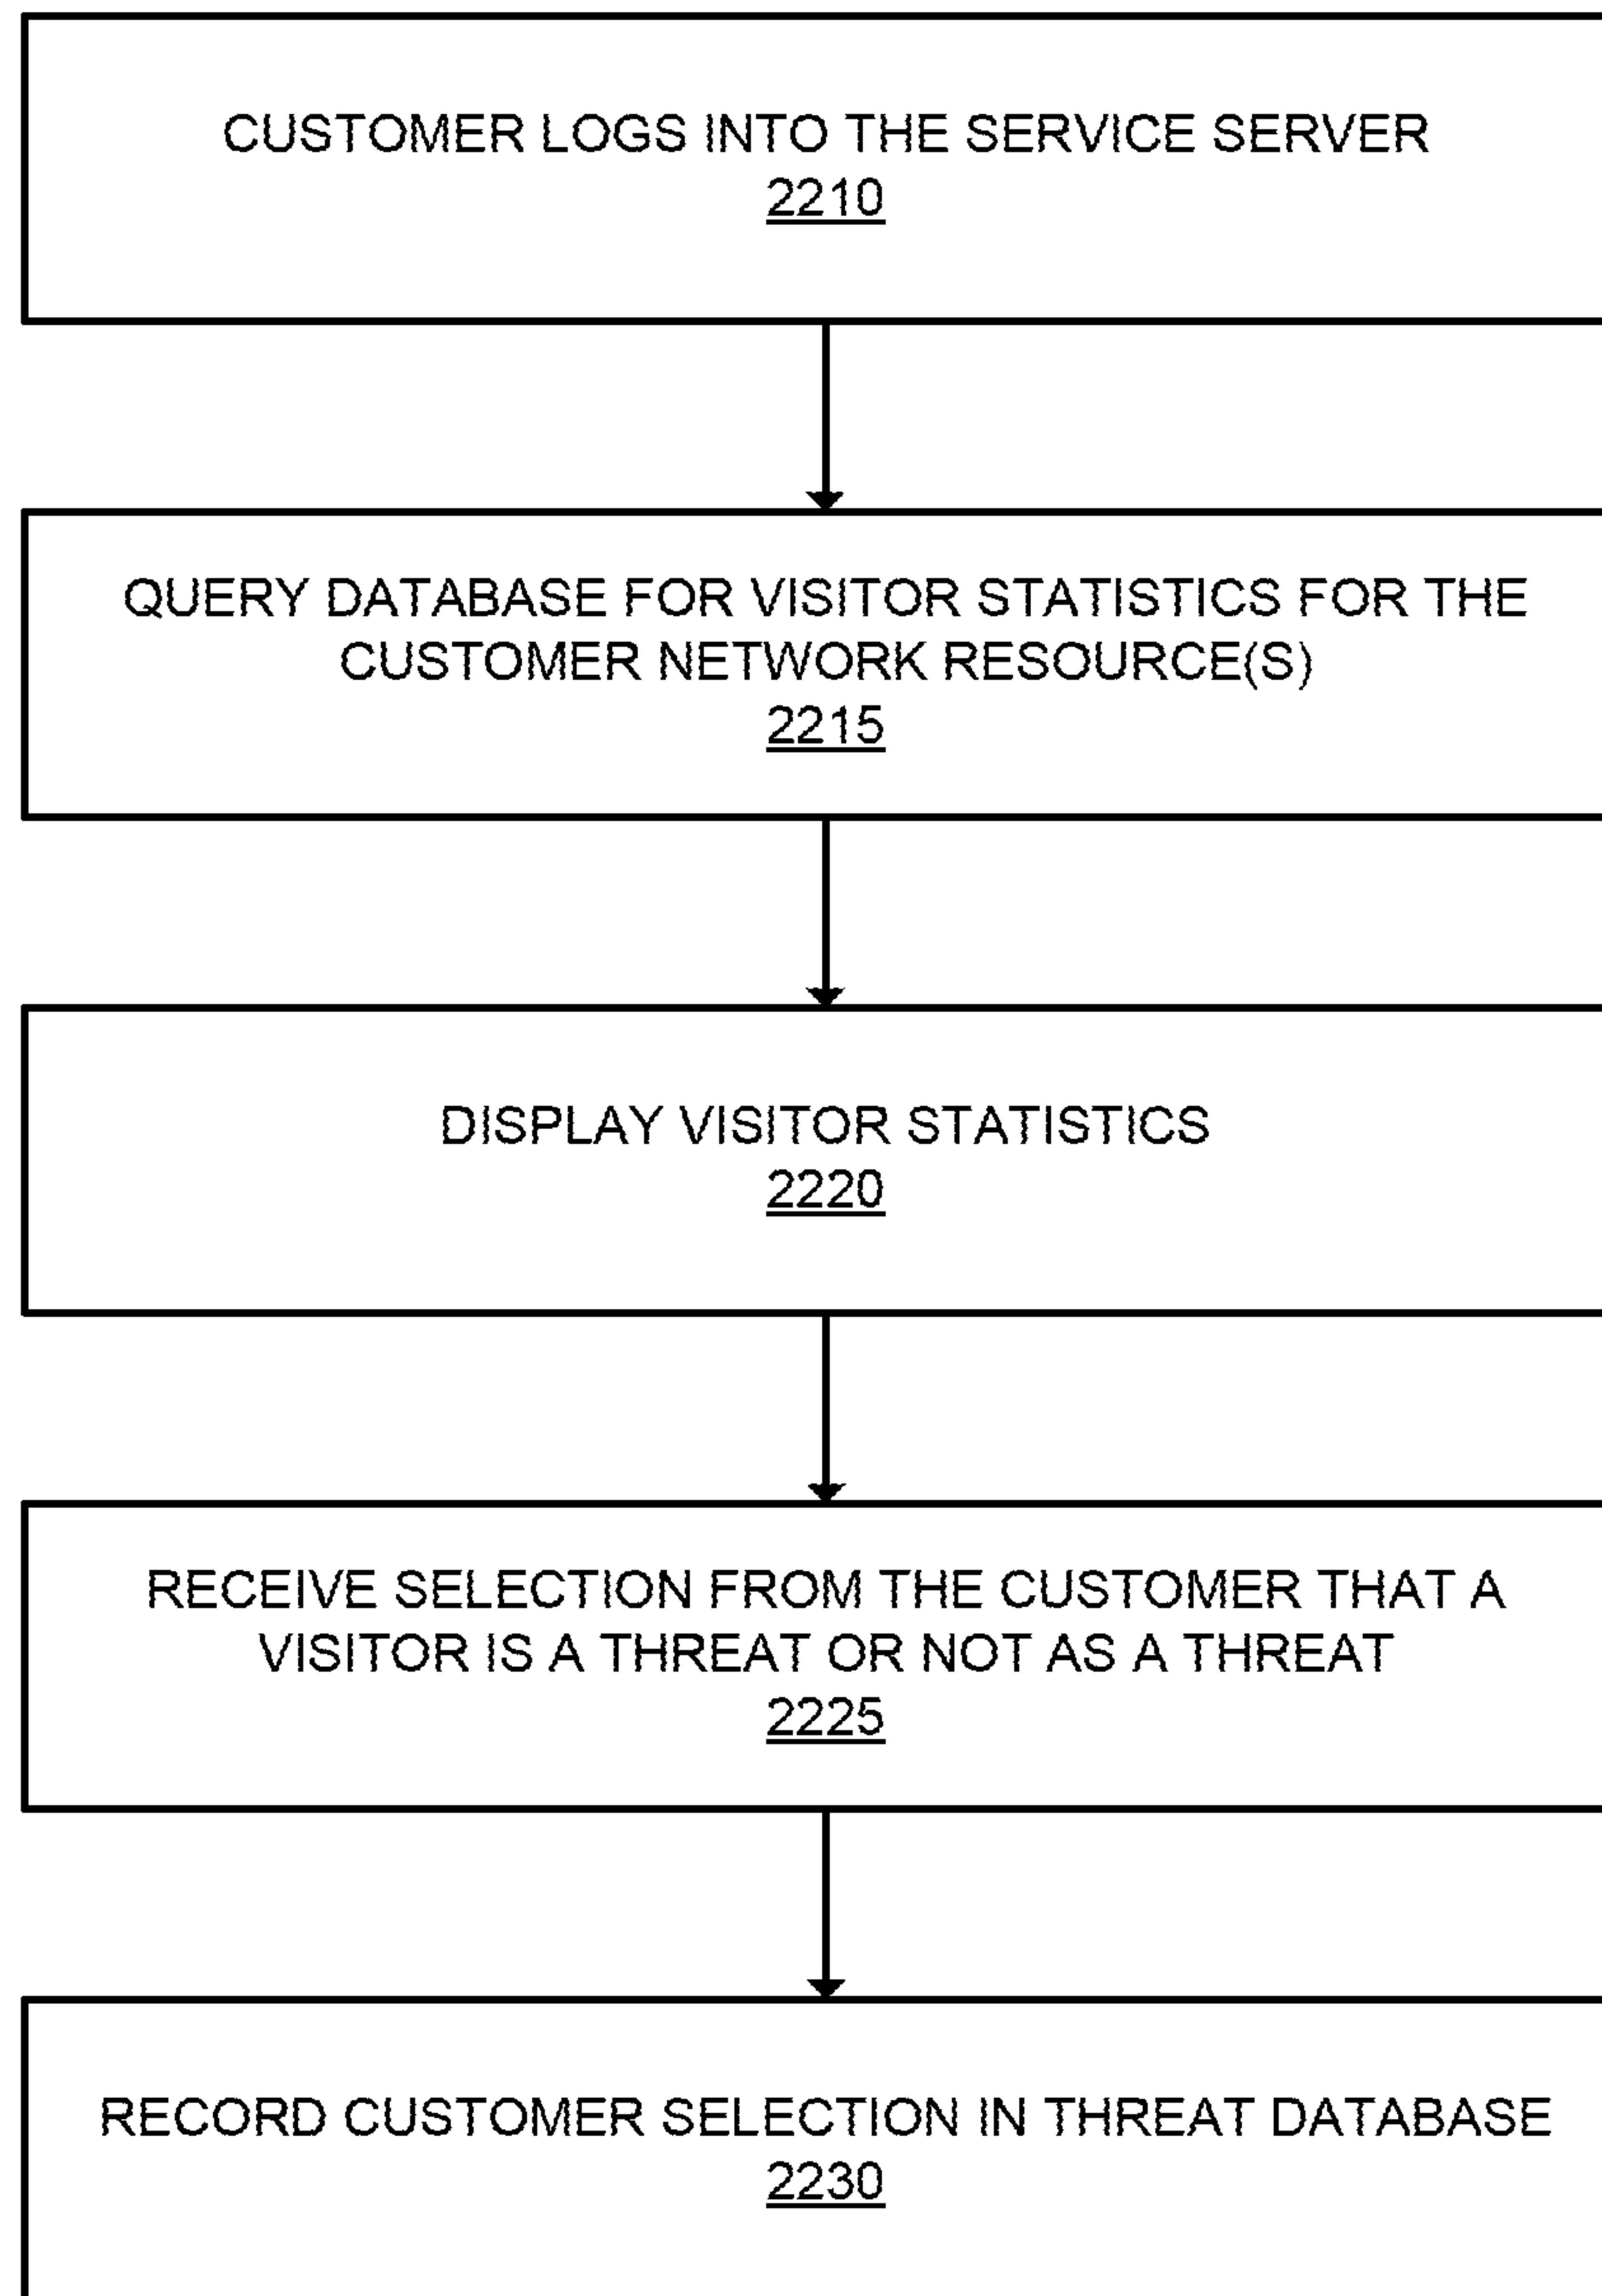 CUSTOMER LOGS INTO THE SERVICE SERVER
2210
QUERY DATABASE FOR VISITOR STATISTICS FOR THE
CUSTOMER NETWORK RESOURCE(S)
2215
DISPLAY VISITOR STATISTICS
2220
RECEIVE SELECTION FROM THE CUSTOMER THAT A
VISITOR IS A THREAT OR NOT AS A THREAT
2225
RECORD CUSTOMER SELECTION IN THREAT DATABASE
2230